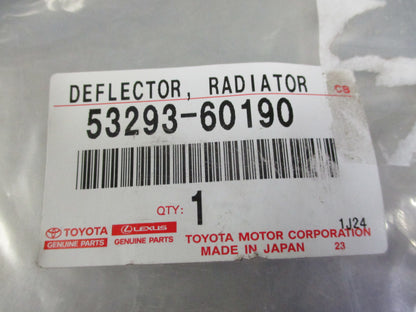 DEFLECTOR, RADIATOR CB
53293-60190
QTY: 1
1J24
TOYOTA LEXUS TOYOTA MOTOR CORPORATION
GENUINE PARTS GENUINE PARTS MADE IN JAPAN 23